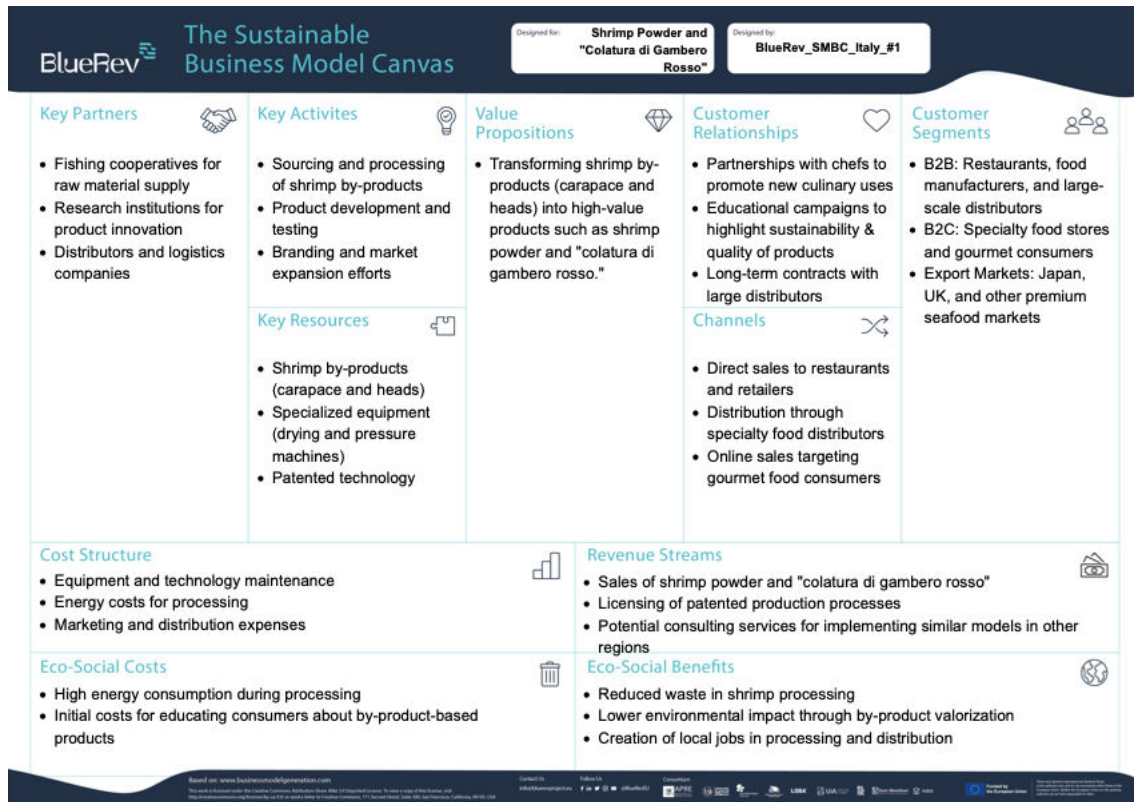 BlueRev
The Sustainable
Business Model Canvas
Designed for:
Shrimp Powder and
"Colatura di Gambero
Rosso"
Designed by:
BlueRev_SMBC_Italy_#1
Key Partners
• Fishing cooperatives for
raw material supply
• Research institutions for
product innovation
• Distributors and logistics
companies
Key Activites
• Sourcing and processing
of shrimp by-products
• Product development and
testing
• Branding and market
expansion efforts
Key Resources
• Shrimp by-products
(carapace and heads)
• Specialized equipment
(drying and pressure
machines)
• Patented technology
Value
Propositions
• Transforming shrimp by-
products (carapace and
heads) into high-value
products such as shrimp
powder and "colatura di
gambero rosso."
Customer
Relationships
• Partnerships with chefs to
promote new culinary uses
• Educational campaigns to
highlight sustainability &
quality of products
• Long-term contracts with
large distributors
Channels
• Direct sales to restaurants
and retailers
• Distribution through
specialty food distributors
• Online sales targeting
gourmet food consumers
Customer
Segments
• B2B: Restaurants, food
manufacturers, and large-
scale distributors
• B2C: Specialty food stores
and gourmet consumers
• Export Markets: Japan,
UK, and other premium
seafood markets
Cost Structure
• Equipment and technology maintenance
• Energy costs for processing
• Marketing and distribution expenses
Revenue Streams
• Sales of shrimp powder and "colatura di gambero rosso"
• Licensing of patented production processes
• Potential consulting services for implementing similar models in other
regions
Eco-Social Costs
• High energy consumption during processing
• Initial costs for educating consumers about by-product-based
products
Eco-Social Benefits
• Reduced waste in shrimp processing
• Lower environmental impact through by-product valorization
• Creation of local jobs in processing and distribution
Based on: www.businessmodelgeneration.com
Contact Us
Follow Us
@BlueRevEU
Consortium
APRE
Funded by
the European Union